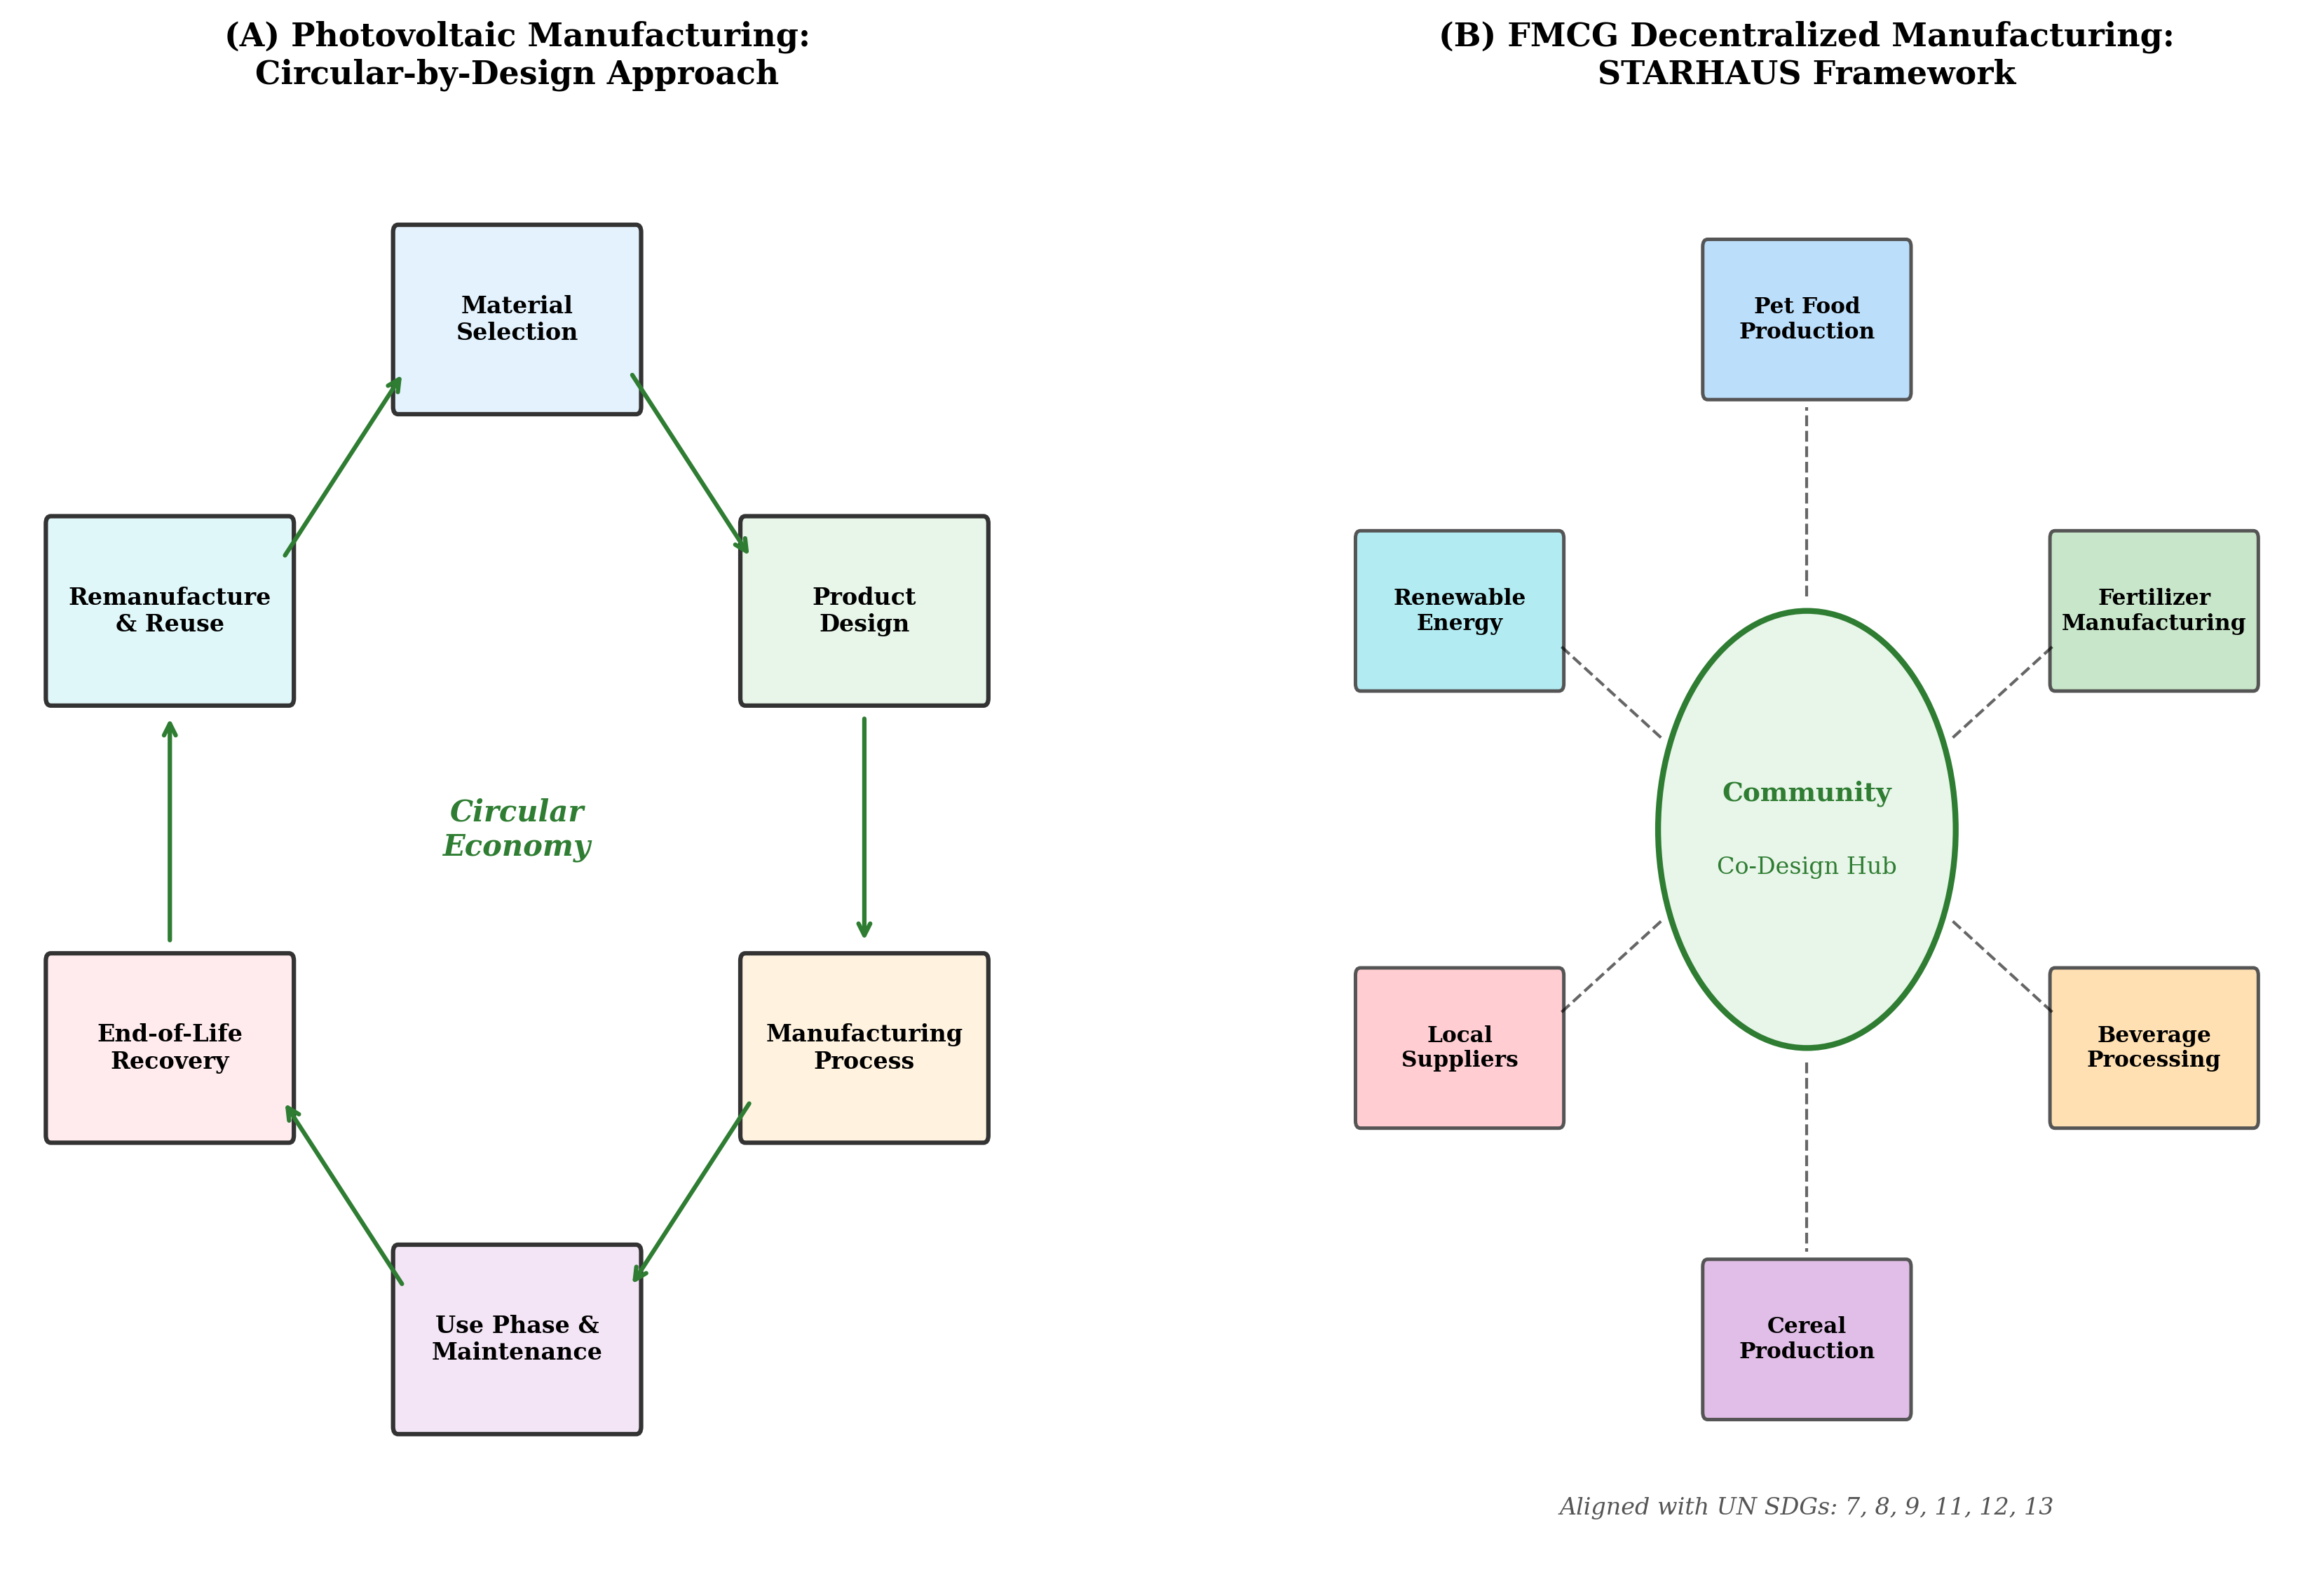 (A) Photovoltaic Manufacturing:
Circular-by-Design Approach
Material
Selection
Remanufacture
& Reuse
Product
Design
Circular
Economy
End-of-Life
Recovery
Manufacturing
Process
Use Phase &
Maintenance
(B) FMCG Decentralized Manufacturing:
STARHAUS Framework
Pet Food
Production
Renewable
Energy
Fertilizer
Manufacturing
Community
Co-Design Hub
Local
Suppliers
Beverage
Processing
Cereal
Production
Aligned with UN SDGs: 7, 8, 9, 11, 12, 13